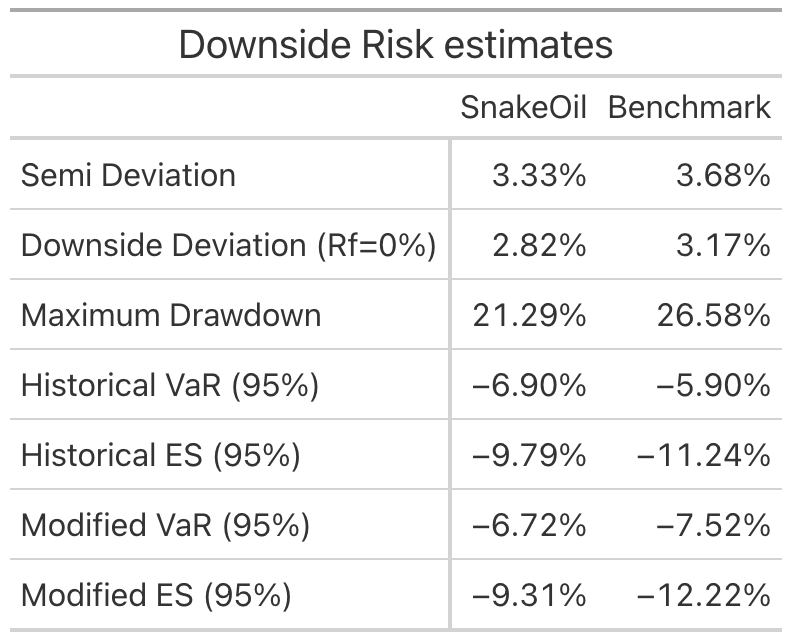 Downside Risk estimates
SnakeOil Benchmark
Semi Deviation 3.33% 3.68%
Downside Deviation (Rf=0%) 2.82% 3.17%
Maximum Drawdown 21.29% 26.58%
Historical VaR (95%) −6.90% −5.90%
Historical ES (95%) −9.79% −11.24%
Modified VaR (95%) −6.72% −7.52%
Modified ES (95%) −9.31% −12.22%